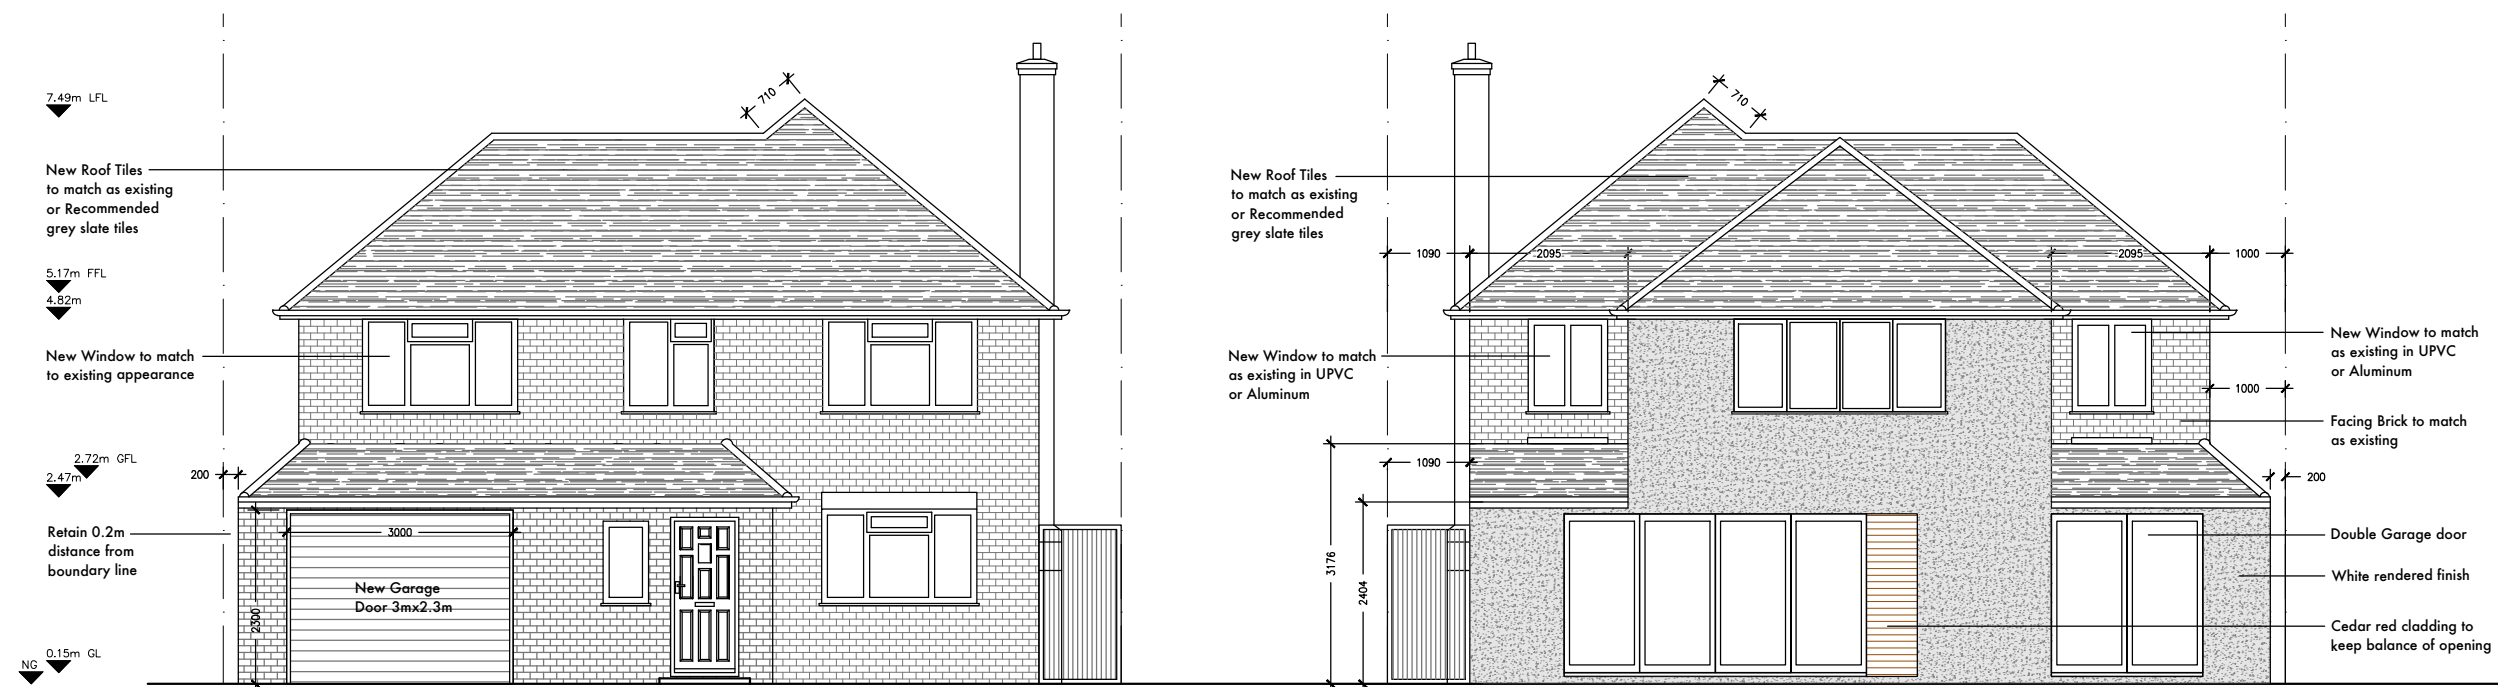 7.49m LFL
710
New Roof Tiles
to match as existing
or Recommended
grey slate tiles
5.17m FFL
4.82m
New Window to match
to existing appearance
2.72m GFL
2.47m
200
Retain 0.2m
distance from
boundary line
3000
New Garage
Door 3mx2.3m
2300
0.15m GL
NG
710
New Roof Tiles
to match as existing
or Recommended
grey slate tiles
1090
2095
2095
1000
New Window to match
as existing in UPVC
or Aluminum
New Window to match
as existing in UPVC
or Aluminum
1000
Facing Brick to match
as existing
1090
200
3176
2404
Double Garage door
White rendered finish
Cedar red cladding to
keep balance of opening